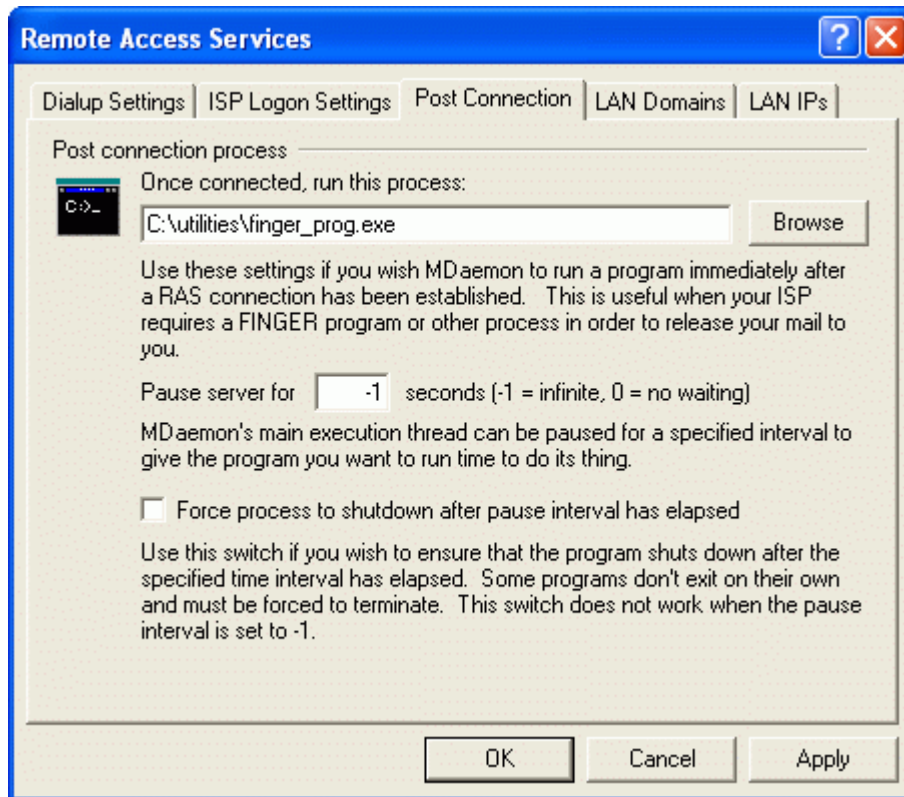 Remote Access Services
Dialup Settings ISP Logon Settings Post Connection LAN Domains LAN IPs
Post connection process
Once connected, run this process:
C:\>_
C:\utilities\finger_prog.exe Browse
Use these settings if you wish MDaemon to run a program immediately after
a RAS connection has been established. This is useful when your ISP
requires a FINGER program or other process in order to release your mail to
you.
Pause server for -1 seconds (-1 = infinite, 0 = no waiting)
MDaemon's main execution thread can be paused for a specified interval to
give the program you want to run time to do its thing.
Force process to shutdown after pause interval has elapsed
Use this switch if you wish to ensure that the program shuts down after the
specified time interval has elapsed. Some programs don't exit on their own
and must be forced to terminate. This switch does not work when the pause
interval is set to -1.
OK Cancel Apply